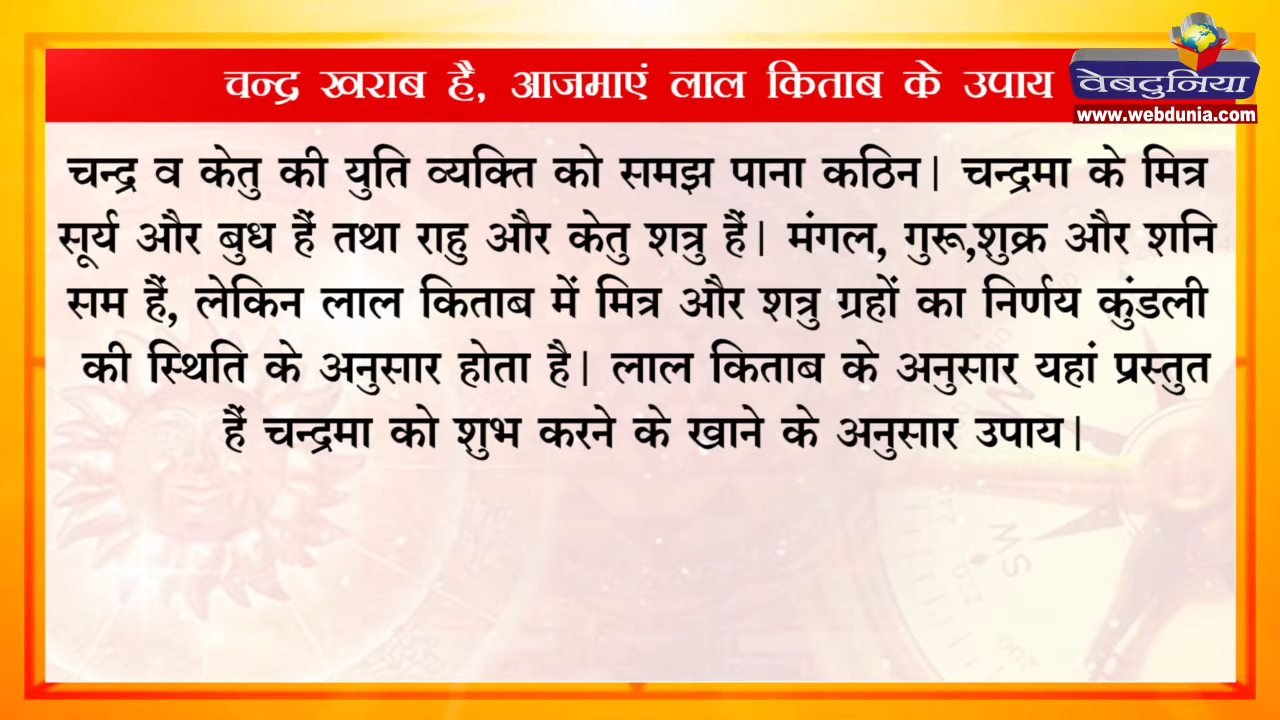 चन्द्र खराब है, आजमाएं लाल किताब के उपाय
वेबदुनिया
www.webdunia.com
चन्द्र व केतु की युति व्यक्ति को समझ पाना कठिन। चन्द्रमा के मित्र
सूर्य और बुध हैं तथा राहु और केतु शत्रु हैं। मंगल, गुरू,शुक्र और शनि
सम हैं, लेकिन लाल किताब में मित्र और शत्रु ग्रहों का निर्णय कुंडली
की स्थिति के अनुसार होता है। लाल किताब के अनुसार यहां प्रस्तुत
हैं चन्द्रमा को शुभ करने के खाने के अनुसार उपाय।